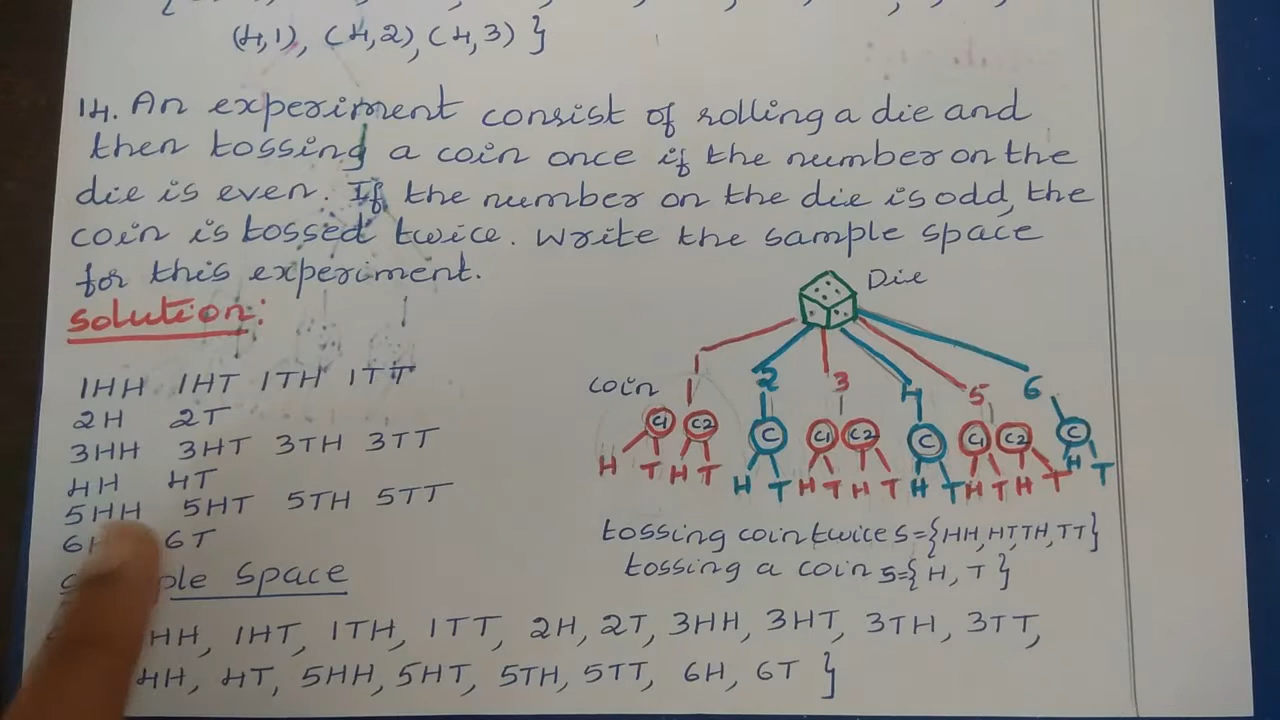 (4,1), (4,2), (4,3) }
14. An experiment consist of rolling a die and
then tossing a coin once if the number on the
die is even. If the number on the die is odd, the
coin is tossed twice. Write the sample space
for this experiment.
Solution:
Die
1HH 1HT 1TH 1TT
2H 2T
3HH 3HT 3TH 3TT
4H 4T
5HH 5HT 5TH 5TT
6T
coin 1 2 3 4 5 6
C1 C2 C C1 C2 C C1 C2 C
H T H T H T H T H T H T H T H T H T
tossing coin twice S={HH, HT, TH, TT}
tossing a coin S={ H, T }
Space
HH, 1HT, 1TH, 1TT, 2H, 2T, 3HH, 3HT, 3TH, 3TT,
4H, 4T, 5HH, 5HT, 5TH, 5TT, 6H, 6T }